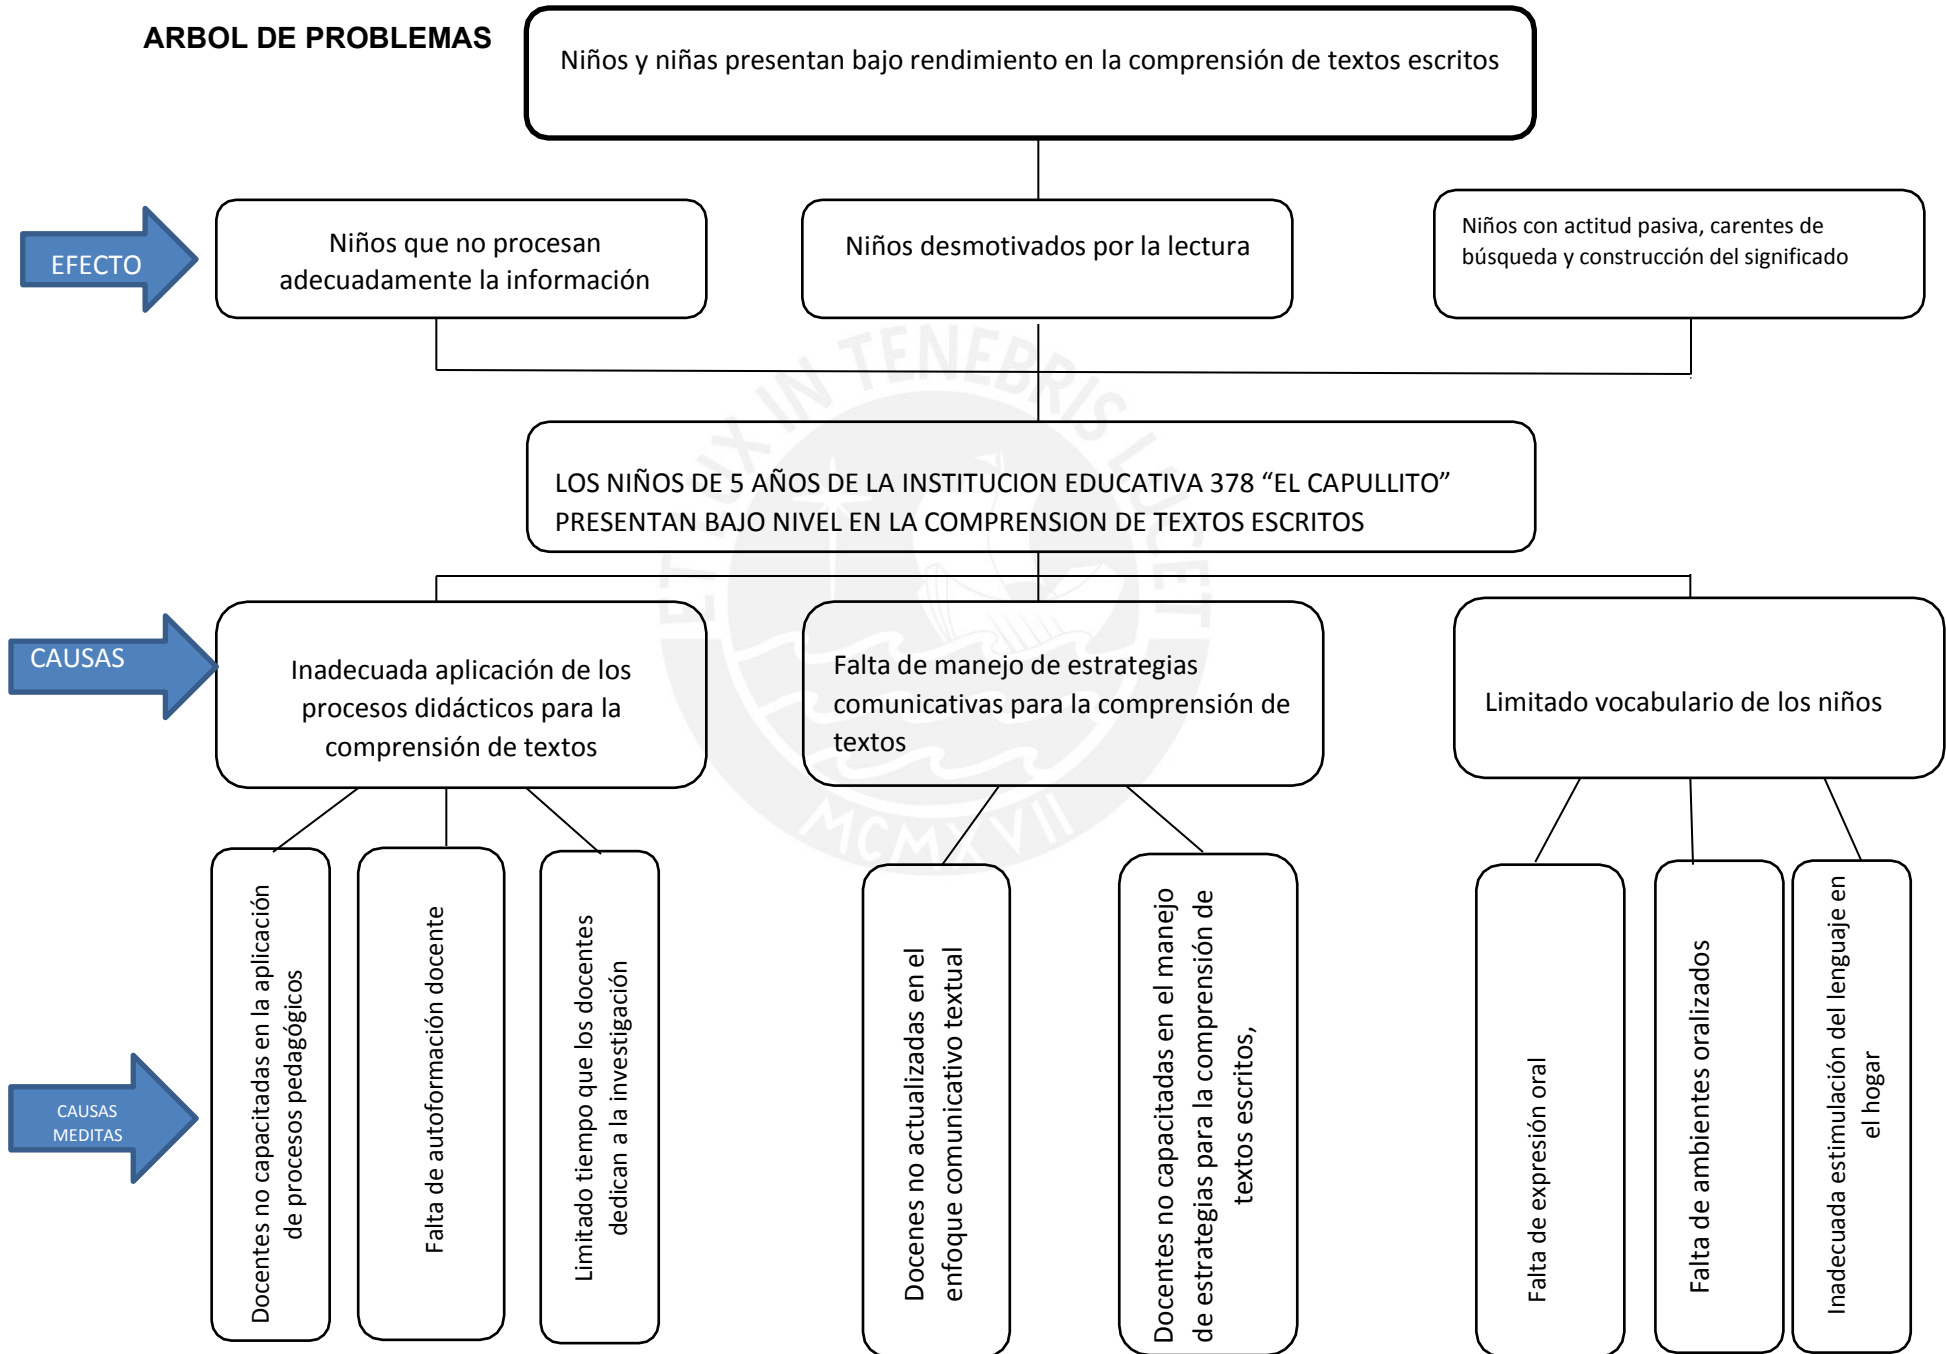 ARBOL DE PROBLEMAS
Niños y niñas presentan bajo rendimiento en la comprensión de textos escritos
EFECTO
Niños que no procesan
adecuadamente la información
Niños desmotivados por la lectura
Niños con actitud pasiva, carentes de
búsqueda y construcción del significado
LOS NIÑOS DE 5 AÑOS DE LA INSTITUCION EDUCATIVA 378 “EL CAPULLITO”
PRESENTAN BAJO NIVEL EN LA COMPRENSION DE TEXTOS ESCRITOS
CAUSAS
Inadecuada aplicación de los
procesos didácticos para la
comprensión de textos
Falta de manejo de estrategias
comunicativas para la comprensión de
textos
Limitado vocabulario de los niños
CAUSAS
MEDITAS
Docentes no capacitadas en la aplicación
de procesos pedagógicos
Falta de autoformación docente
Limitado tiempo que los docentes
dedican a la investigación
Docenes no actualizadas en el
enfoque comunicativo textual
Docentes no capacitadas en el manejo
de estrategias para la comprensión de
textos escritos,
Falta de expresión oral
Falta de ambientes oralizados
Inadecuada estimulación del lenguaje en
el hogar
ET LUX IN TENEBRIS LUCET
MCMXVII